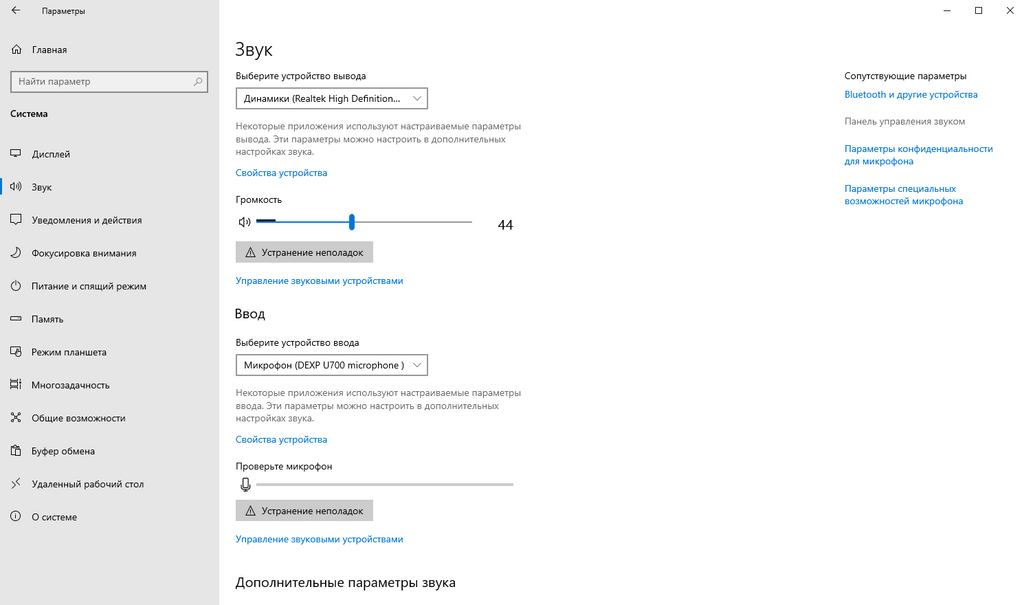 Параметры
Главная
Найти параметр
Система
Дисплей
Звук
Уведомления и действия
Фокусировка внимания
Питание и спящий режим
Память
Режим планшета
Многозадачность
Общие возможности
Буфер обмена
Удаленный рабочий стол
О системе
Звук
Выберите устройство вывода
Динамики (Realtek High Definition...
Некоторые приложения используют настраиваемые параметры
вывода. Эти параметры можно настроить в дополнительных
настройках звука.
Свойства устройства
Громкость
44
Устранение неполадок
Управление звуковыми устройствами
Ввод
Выберите устройство ввода
Микрофон (DEXP U700 microphone )
Некоторые приложения используют настраиваемые параметры
ввода. Эти параметры можно настроить в дополнительных
настройках звука.
Свойства устройства
Проверьте микрофон
Устранение неполадок
Управление звуковыми устройствами
Дополнительные параметры звука
Сопутствующие параметры
Bluetooth и другие устройства
Панель управления звуком
Параметры конфиденциальности
для микрофона
Параметры специальных
возможностей микрофона